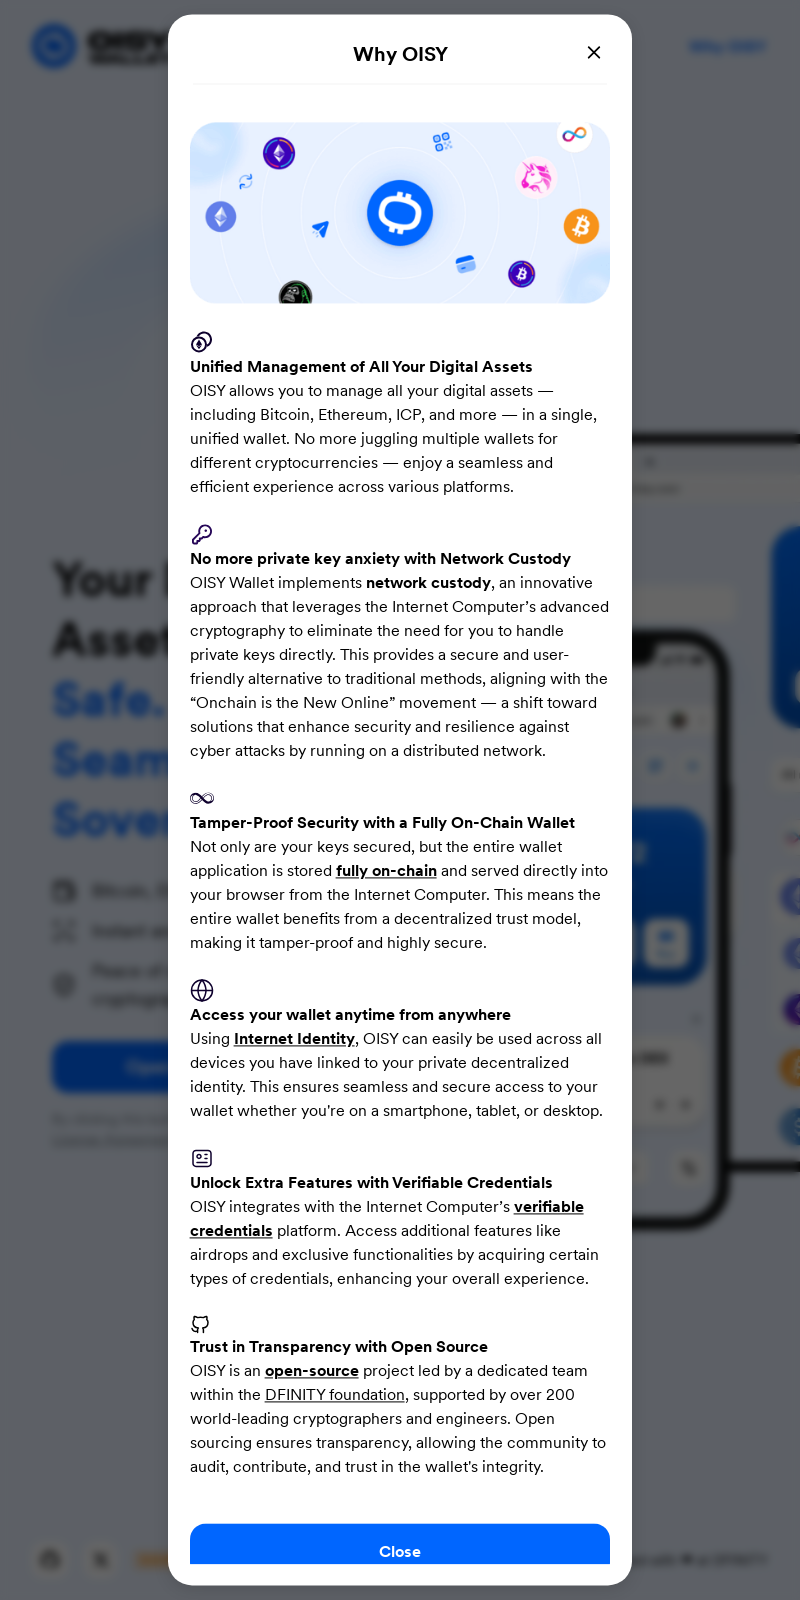 Why OISY
OISY
Why OISY
Unified Management of All Your Digital Assets
OISY allows you to manage all your digital assets —
including Bitcoin, Ethereum, ICP, and more — in a single,
unified wallet. No more juggling multiple wallets for
different cryptocurrencies — enjoy a seamless and
efficient experience across various platforms.
No more private key anxiety with Network Custody
OISY Wallet implements network custody, an innovative
approach that leverages the Internet Computer’s advanced
cryptography to eliminate the need for you to handle
private keys directly. This provides a secure and user-
friendly alternative to traditional methods, aligning with the
“Onchain is the New Online” movement — a shift toward
solutions that enhance security and resilience against
cyber attacks by running on a distributed network.
Tamper-Proof Security with a Fully On-Chain Wallet
Not only are your keys secured, but the entire wallet
application is stored fully on-chain and served directly into
your browser from the Internet Computer. This means the
entire wallet benefits from a decentralized trust model,
making it tamper-proof and highly secure.
Access your wallet anytime from anywhere
Using Internet Identity, OISY can easily be used across all
devices you have linked to your private decentralized
identity. This ensures seamless and secure access to your
wallet whether you're on a smartphone, tablet, or desktop.
Unlock Extra Features with Verifiable Credentials
OISY integrates with the Internet Computer’s verifiable
credentials platform. Access additional features like
airdrops and exclusive functionalities by acquiring certain
types of credentials, enhancing your overall experience.
Trust in Transparency with Open Source
OISY is an open-source project led by a dedicated team
within the DFINITY foundation, supported by over 200
world-leading cryptographers and engineers. Open
sourcing ensures transparency, allowing the community to
audit, contribute, and trust in the wallet's integrity.
Close
Your
Safe.